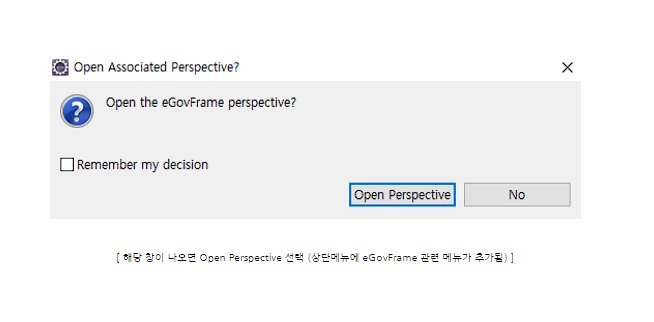 Open Associated Perspective?
Open the eGovFrame perspective?
Remember my decision
Open Perspective No
[ 해당 창이 나오면 Open Perspective 선택 (상단메뉴에 eGovFrame 관련 메뉴가 추가됨) ]